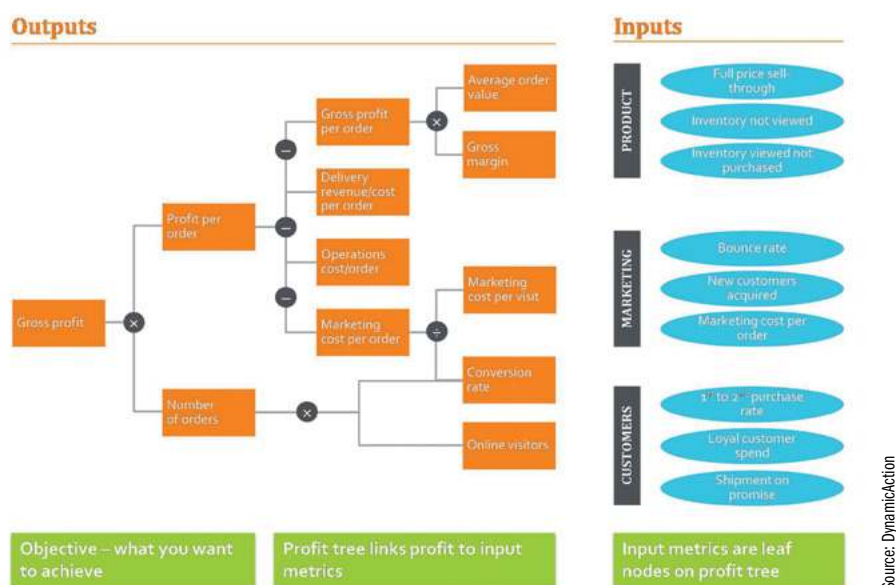 Outputs
Inputs
Gross profit
×
Profit per
order
Number
of orders
×
−
−
−
Gross profit
per order
Delivery
revenue/cost
per order
Operations
cost/order
Marketing
cost per order
×
÷
Average order
value
Gross
margin
Marketing
cost per visit
Conversion
rate
Online visitors
PRODUCT
Full price sell-
through
Inventory not viewed
Inventory viewed not
purchased
MARKETING
Bounce rate
New customers
acquired
Marketing cost per
order
CUSTOMERS
1st to 2nd purchase
rate
Loyal customer
spend
Shipment on
promise
Objective – what you want
to achieve
Profit tree links profit to input
metrics
Input metrics are leaf
nodes on profit tree
Source: DynamicAction